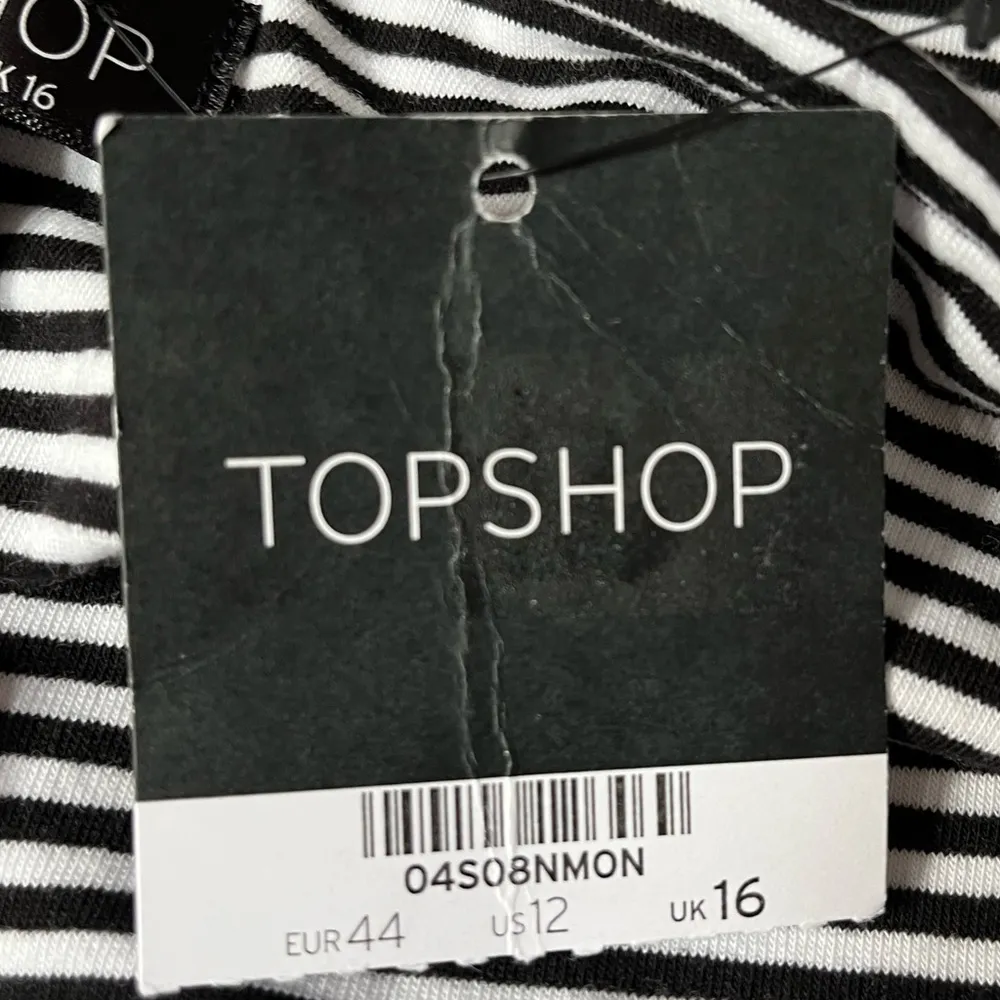 OP
K 16
TOPSHOP
04S08NMON
EUR 44 US 12 UK 16